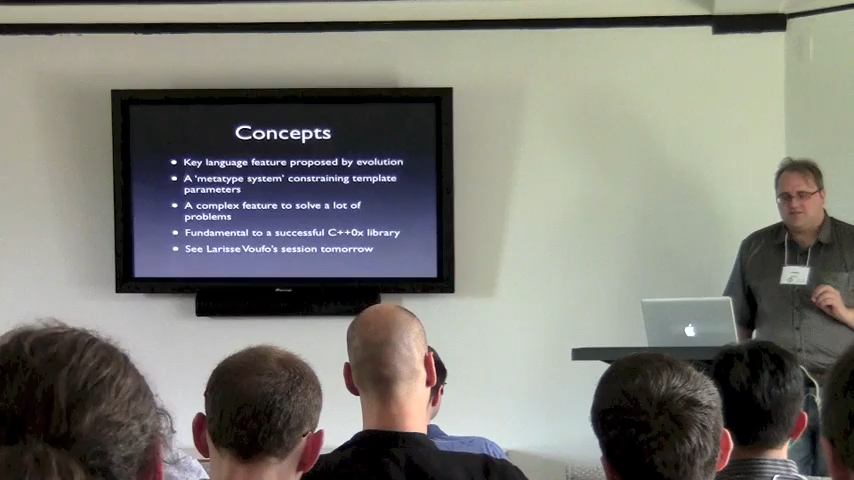 Concepts
Key language feature proposed by evolution
A 'metatype system' constraining template
parameters
A complex feature to solve a lot of
problems
Fundamental to a successful C++0x library
See Larisse Voufo's session tomorrow